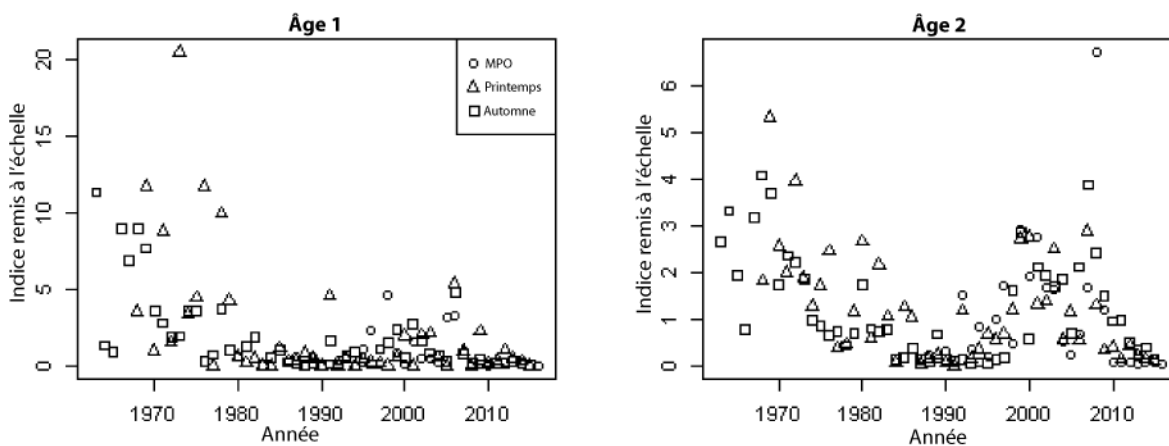 Âge 1
Indice remis à l'échelle
20
15
10
5
0
MPO
Printemps
Automne
1970 1980 1990 2000 2010
Année
Âge 2
Indice remis à l'échelle
6
5
4
3
2
1
0
1970 1980 1990 2000 2010
Année